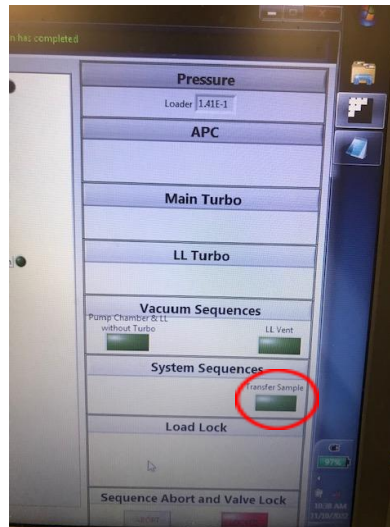 n has completed
Pressure
Loader 1.41E-1
APC
Main Turbo
LL Turbo
Vacuum Sequences
Pump Chamber & LL
without Turbo
LL Vent
System Sequences
Transfer Sample
Load Lock
97%
Sequence Abort and Valve Lock